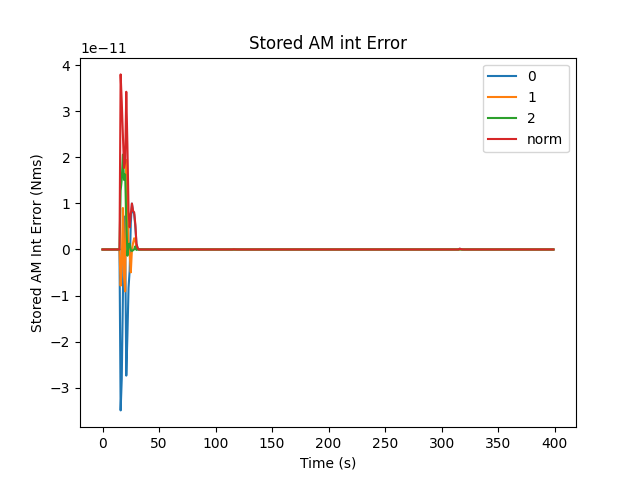 Stored AM int Error
1e−11
4
3
2
1
0
−1
−2
−3
Stored AM Int Error (Nms)
0
1
2
norm
0 50 100 150 200 250 300 350 400
Time (s)